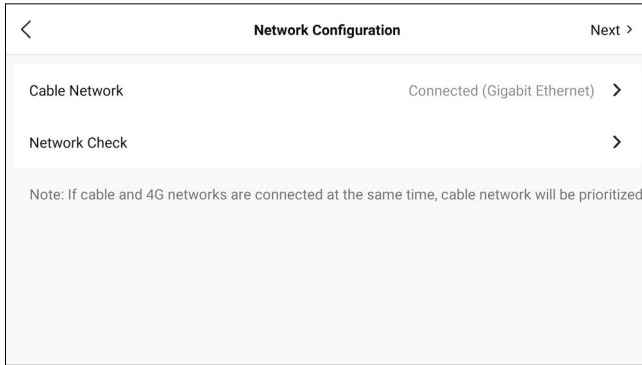 Network Configuration Next >
Cable Network Connected (Gigabit Ethernet)
Network Check
Note: If cable and 4G networks are connected at the same time, cable network will be prioritized